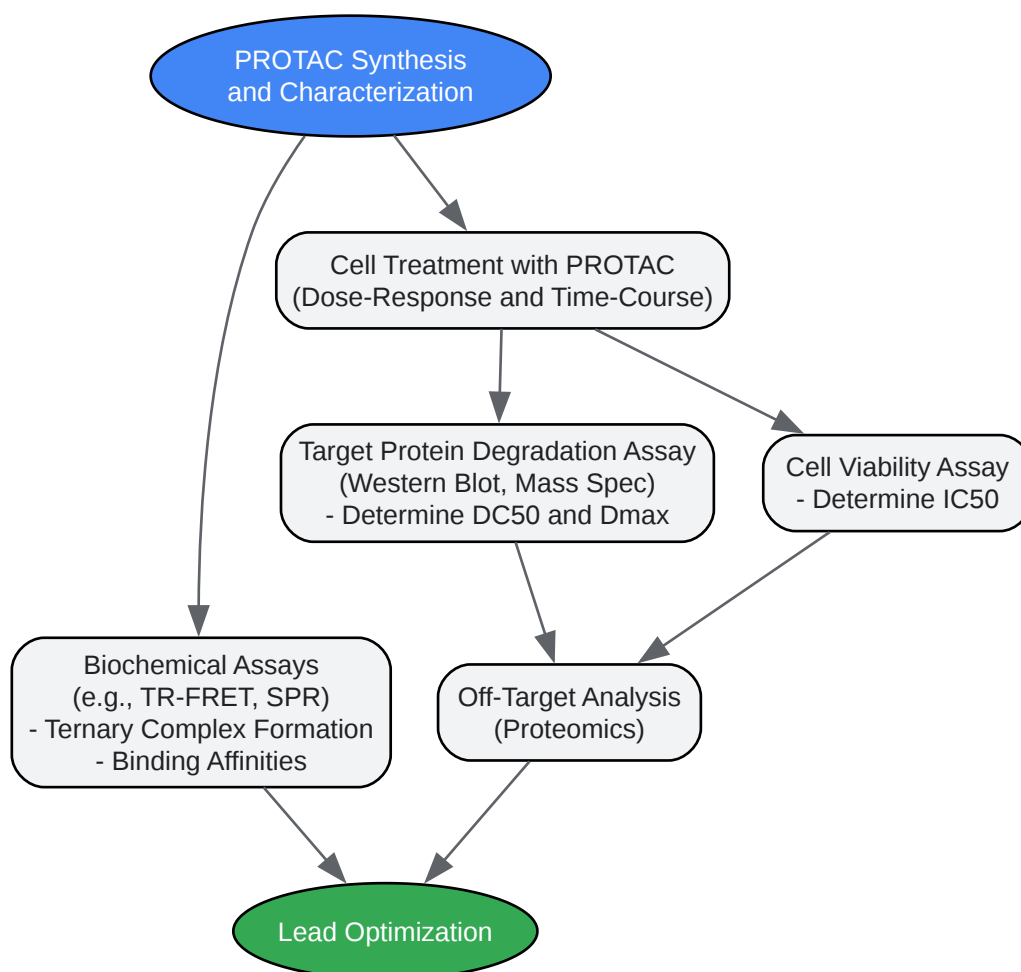 PROTAC Synthesis
and Characterization
Cell Treatment with PROTAC
(Dose-Response and Time-Course)
Target Protein Degradation Assay
(Western Blot, Mass Spec)
- Determine DC50 and Dmax
Cell Viability Assay
- Determine IC50
Biochemical Assays
(e.g., TR-FRET, SPR)
- Ternary Complex Formation
- Binding Affinities
Off-Target Analysis
(Proteomics)
Lead Optimization